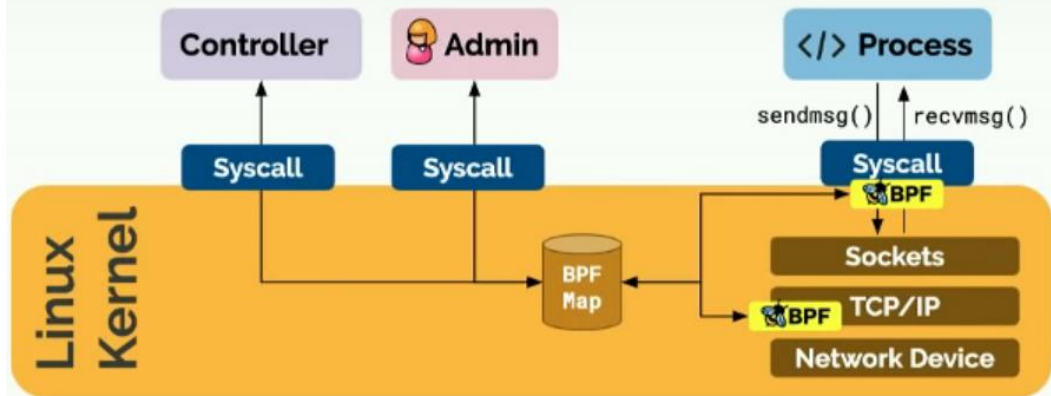 Controller
Admin
</> Process
sendmsg()
recvmsg()
Syscall
Syscall
Syscall
BPF
Linux
Kernel
BPF
Map
Sockets
BPF
TCP/IP
Network Device